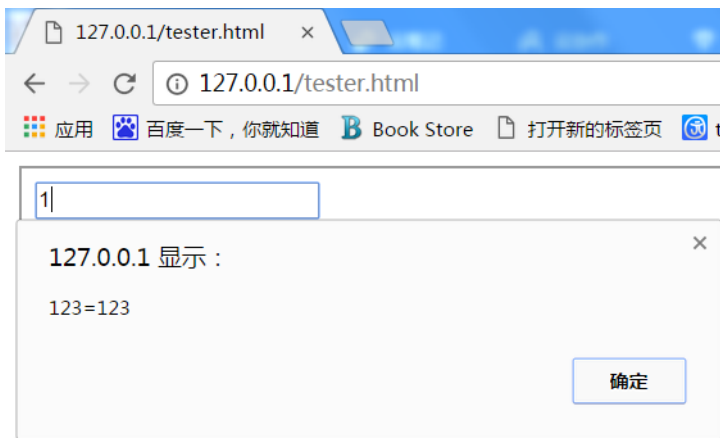 127.0.0.1/tester.html
127.0.0.1/tester.html
应用 百度一下，你就知道 Book Store 打开新的标签页 t
1
127.0.0.1 显示：
123=123
确定